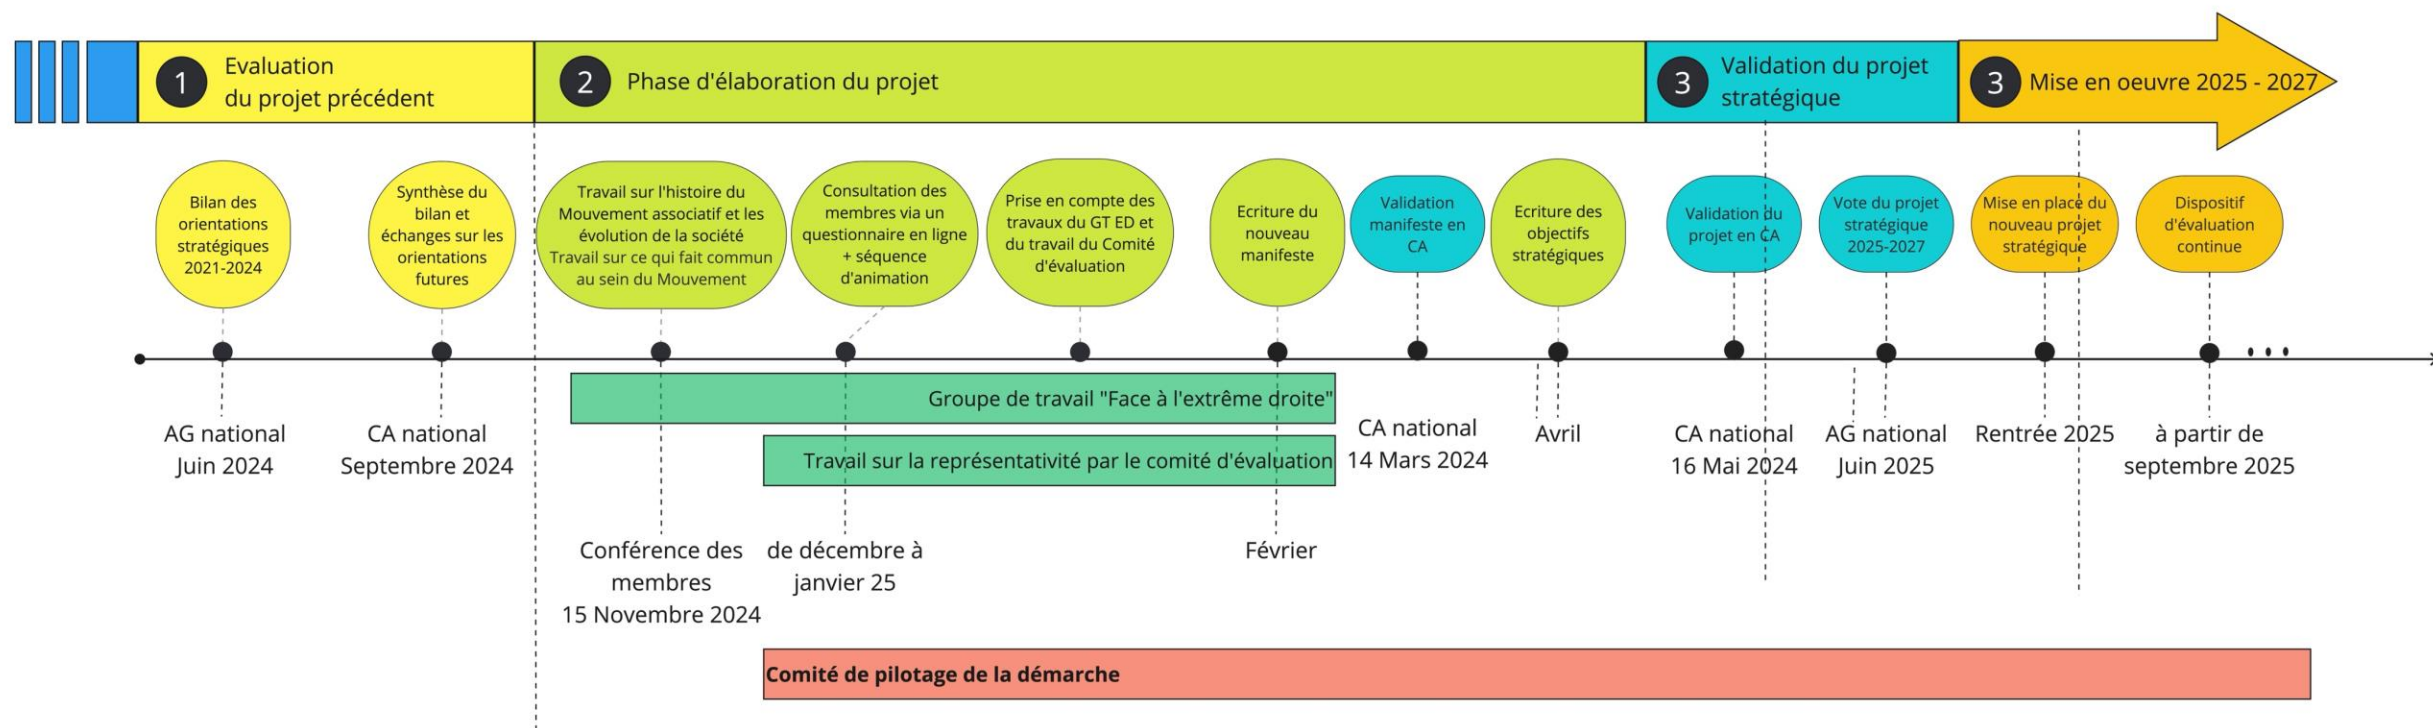 1
Evaluation
du projet précédent
2
Phase d'élaboration du projet
3
Validation du projet
stratégique
3
Mise en oeuvre 2025 - 2027
Bilan des
orientations
stratégiques
2021-2024
Synthèse du
bilan et
échanges sur les
orientations
futures
Travail sur l'histoire du
Mouvement associatif et les
évolution de la société
Travail sur ce qui fait commun
au sein du Mouvement
Consultation des
membres via un
questionnaire en ligne
+ séquence
d'animation
Prise en compte des
travaux du GT ED et
du travail du Comité
d'évaluation
Ecriture du
nouveau
manifeste
Validation
manifeste en
CA
Ecriture des
objectifs
stratégiques
Validation du
projet en CA
Vote du projet
stratégique
2025-2027
Mise en place du
nouveau projet
stratégique
Dispositif
d'évaluation
continue
Groupe de travail "Face à l'extrême droite"
Travail sur la représentativité par le comité d'évaluation
AG national
Juin 2024
CA national
Septembre 2024
Conférence des
membres
15 Novembre 2024
de décembre à
janvier 25
Février
CA national
14 Mars 2024
Avril
CA national
16 Mai 2024
AG national
Juin 2025
Rentrée 2025
à partir de
septembre 2025
Comité de pilotage de la démarche